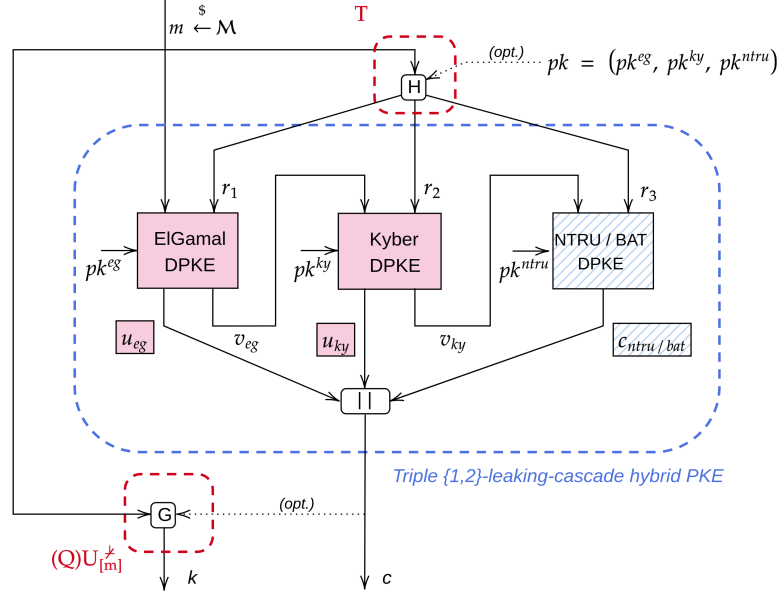 T
m $← M
(opt.)
pk = (pk^eg, pk^ky, pk^ntru)
H
r₁
r₂
r₃
ElGamal
DPKE
Kyber
DPKE
NTRU / BAT
DPKE
pk^eg
pk^ky
pk^ntru
u_eg
v_eg
u_ky
v_ky
c_ntru / bat
||
Triple {1,2}-leaking-cascade hybrid PKE
(opt.)
G
(Q)U^⊥̸_[m]
k
c